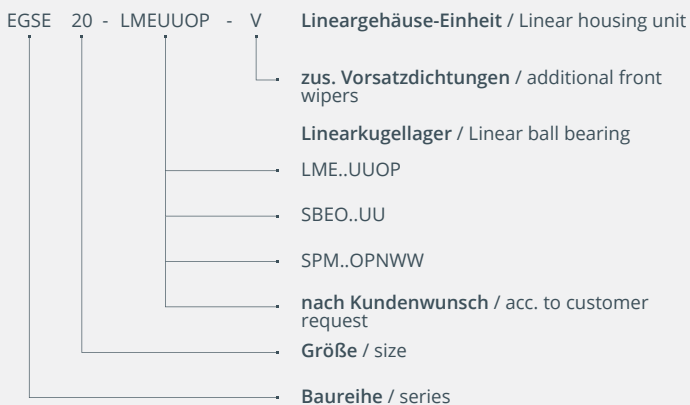 EGSE 20 - LMEUUOP - V Lineargehäuse-Einheit / Linear housing unit
zus. Vorsatzdichtungen / additional front
wipers
Linearkugellager / Linear ball bearing
LME..UUOP
SBEO..UU
SPM..OPNWW
nach Kundenwunsch / acc. to customer
request
Größe / size
Baureihe / series